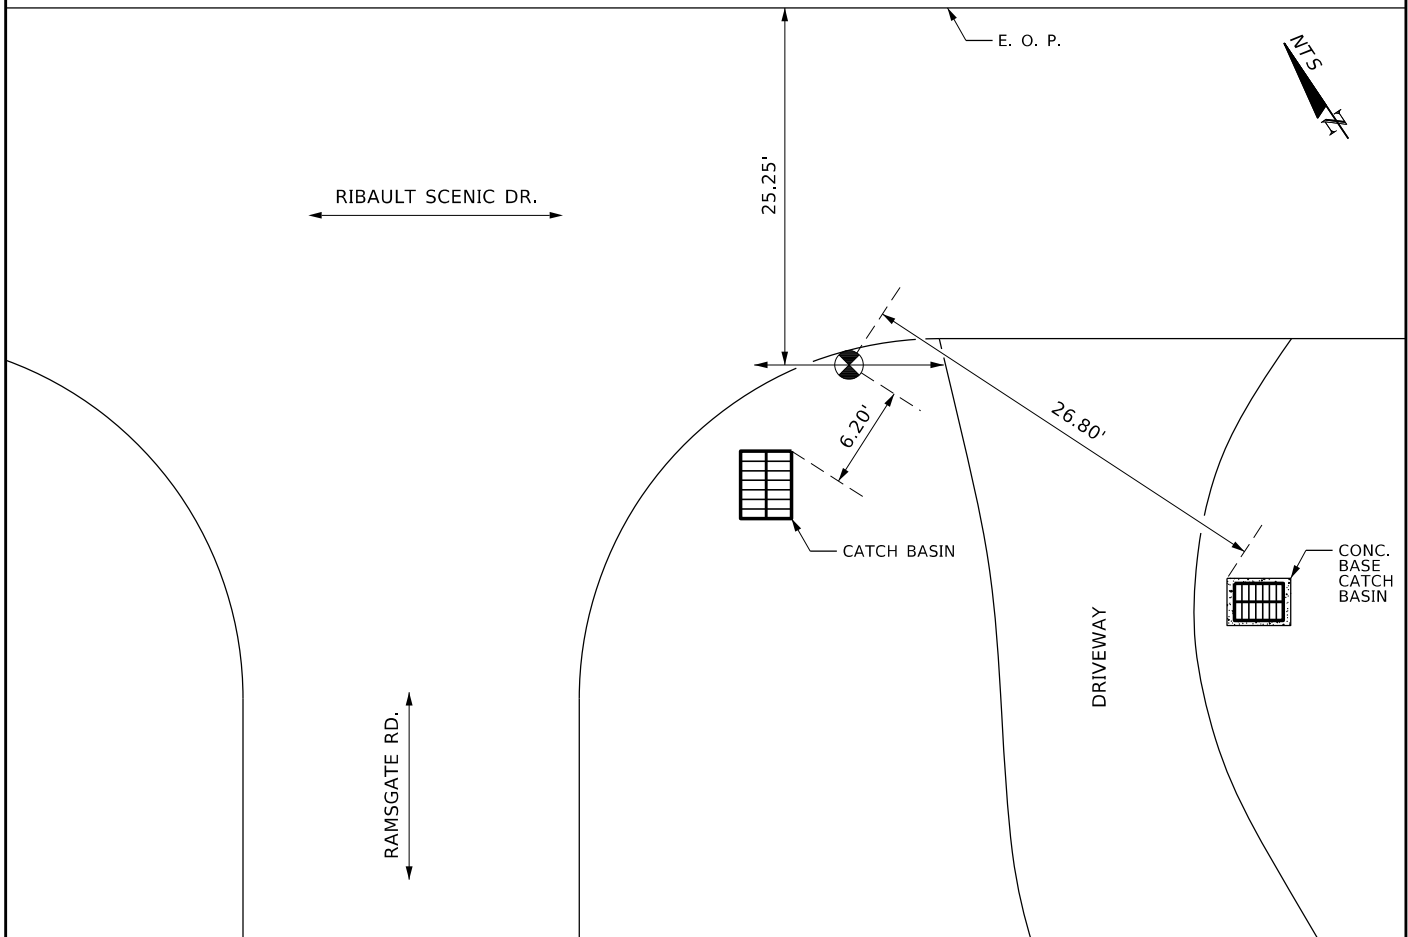 E. O. P.
NTS
N
25.25'
RIBAULT SCENIC DR.
26.80'
6.20'
CATCH BASIN
CONC.
BASE
CATCH
BASIN
DRIVEWAY
RAMSGATE RD.